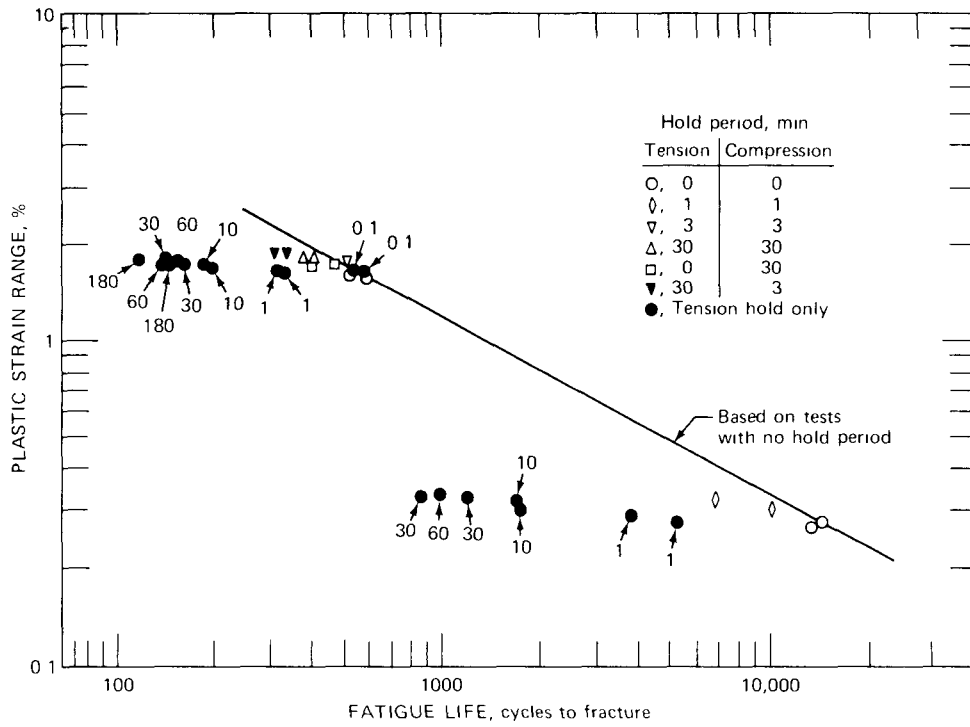 10
PLASTIC STRAIN RANGE, %
1
0 1
Hold period, min
Tension Compression
○, 0 0
◊, 1 1
▽, 3 3
△, 30 30
□, 0 30
▼, 30 3
●, Tension hold only
30 60 10
0 1
0 1
180
60
180
30
10
1 1
Based on tests
with no hold period
10
30 60 30
10
1
1
100 1000 10,000
FATIGUE LIFE, cycles to fracture